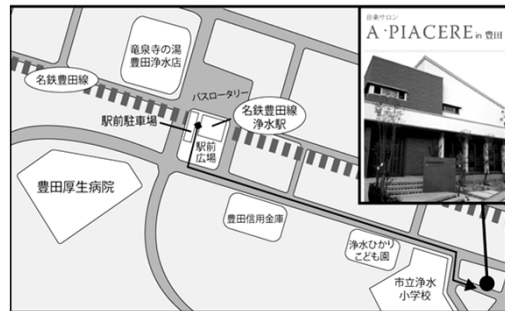 音楽サロン
A・PIACERE in 豊田
竜泉寺の湯
豊田浄水店
名鉄豊田線
バスロータリー
名鉄豊田線
浄水駅
駅前駐車場
駅前
広場
豊田厚生病院
豊田信用金庫
浄水ひかり
こども園
市立浄水
小学校